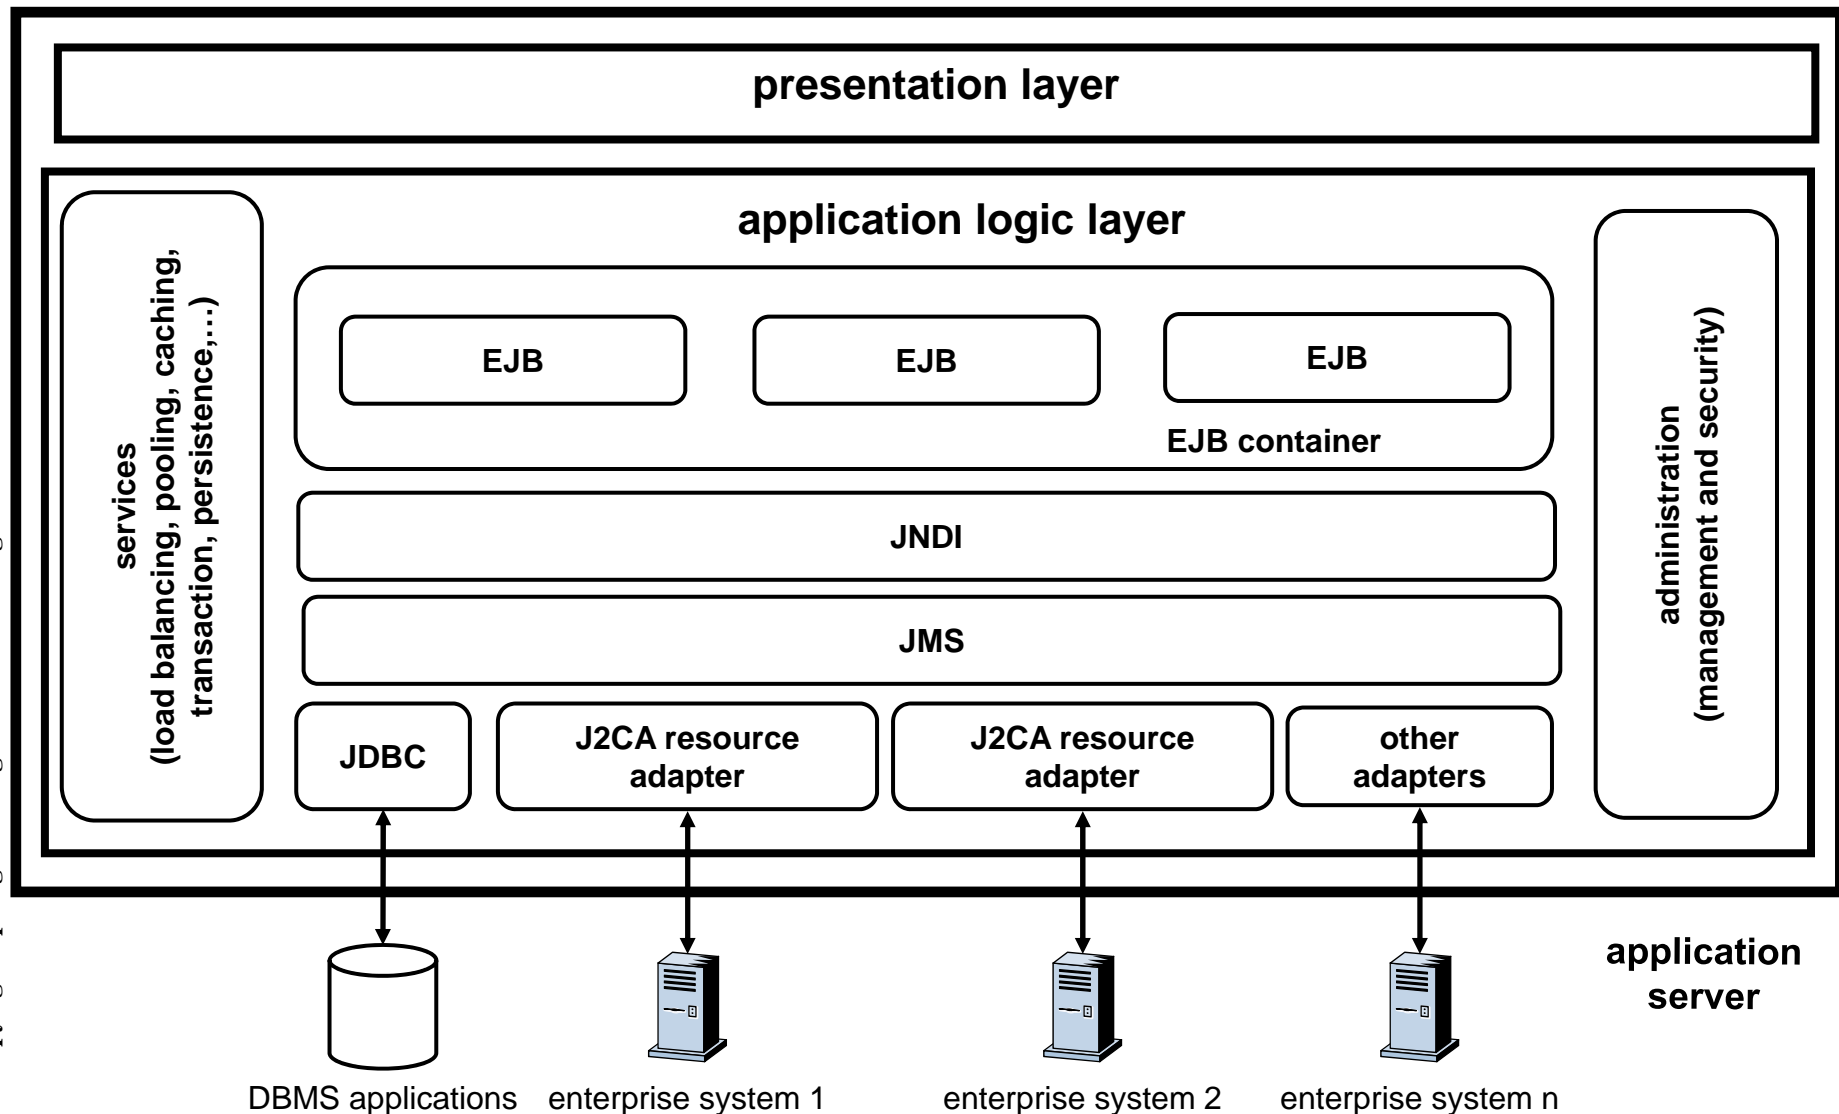 presentation layer
application logic layer
services
(load balancing, pooling, caching,
transaction, persistence,...)
EJB
EJB
EJB
EJB container
JNDI
JMS
JDBC
J2CA resource
adapter
J2CA resource
adapter
other
adapters
administration
(management and security)
application
server
DBMS applications
enterprise system 1
enterprise system 2
enterprise system n